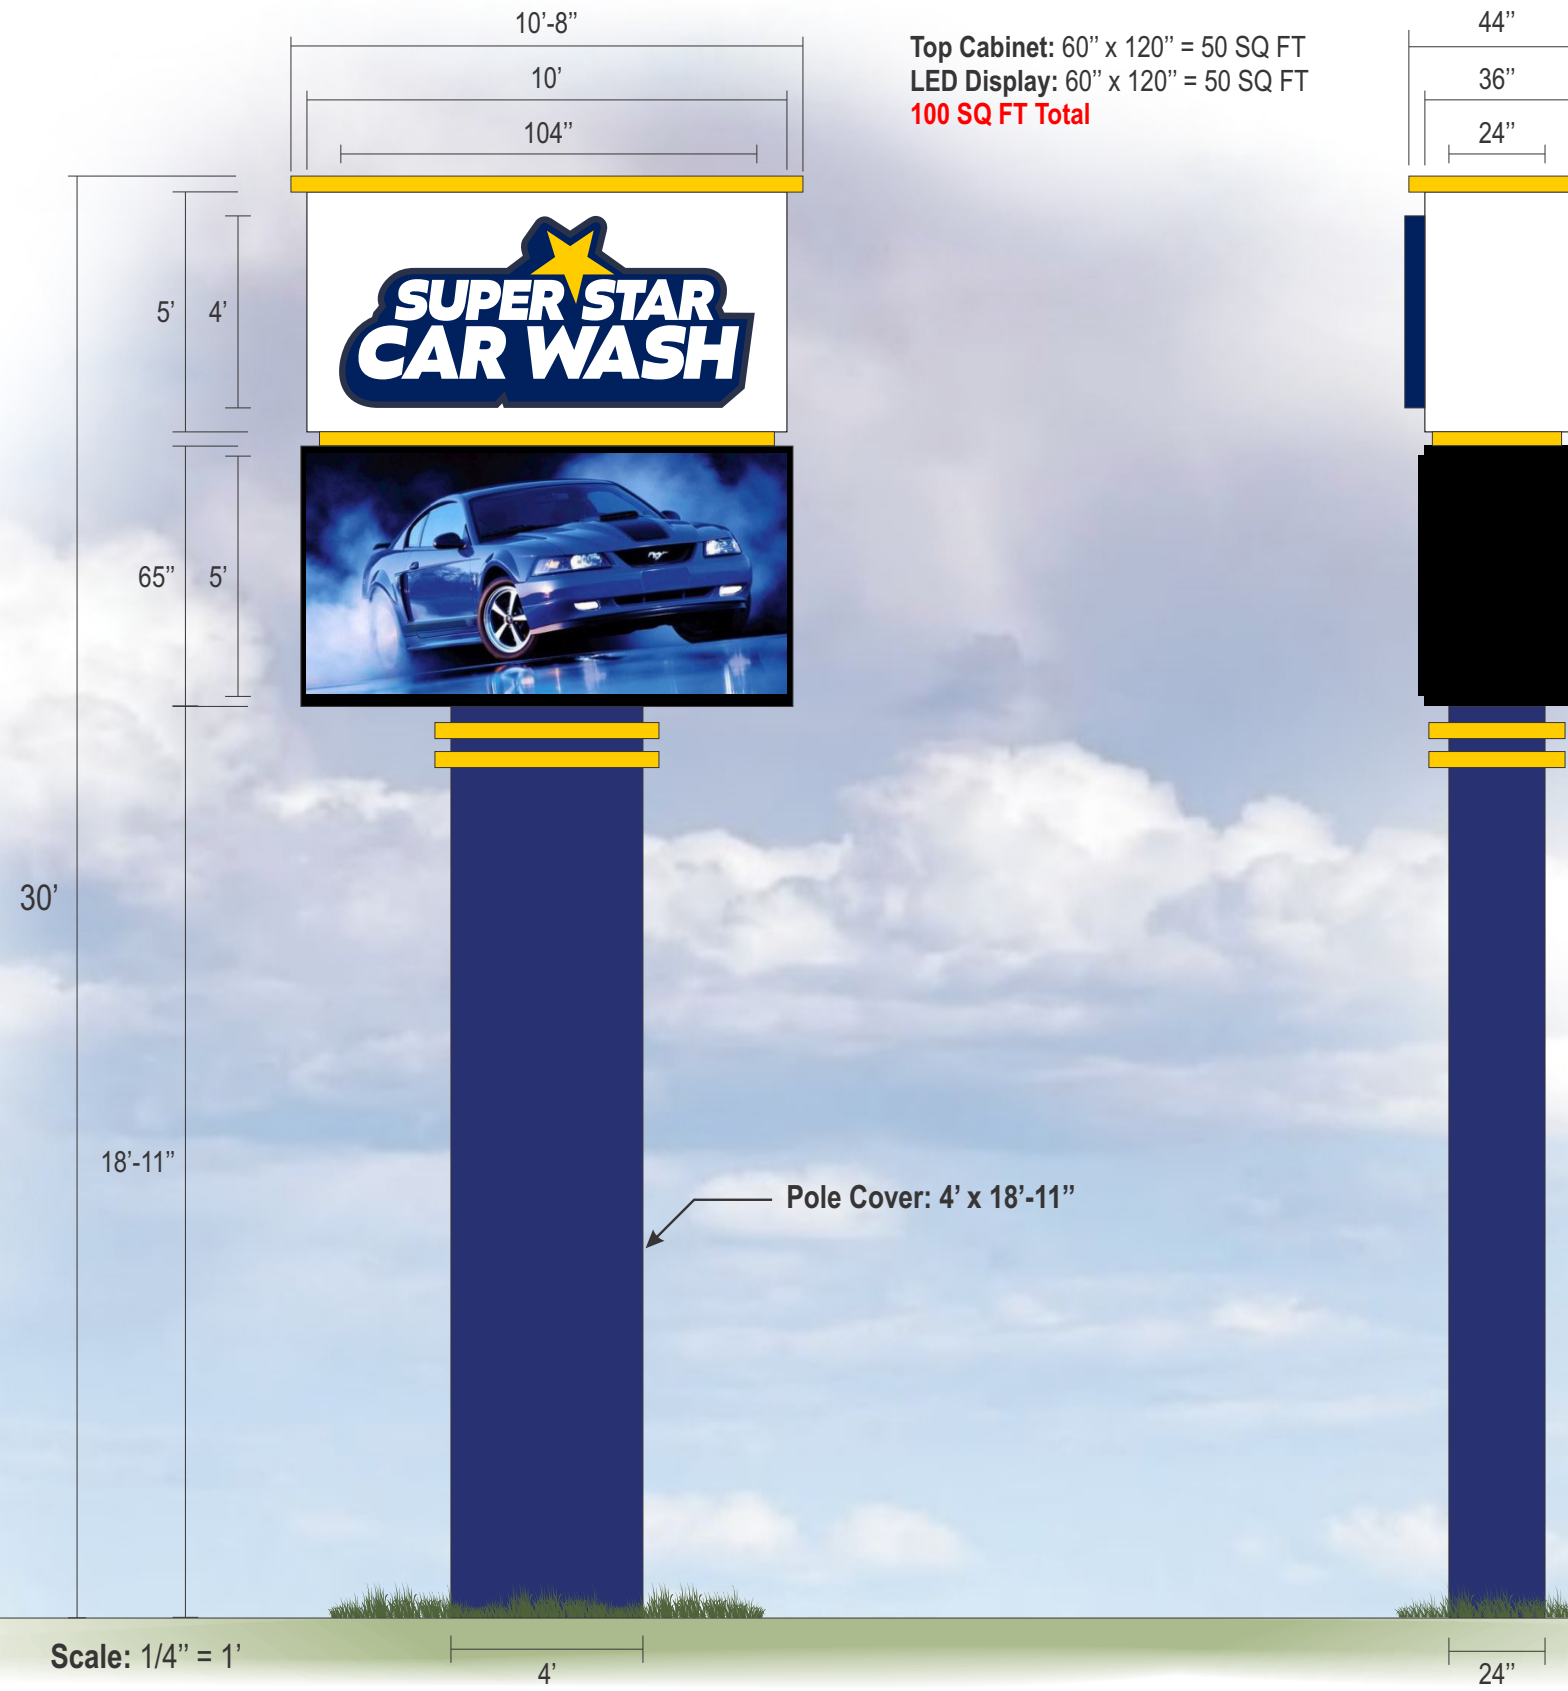 10’-8’’
10’
104’’
Top Cabinet: 60’’ x 120’’ = 50 SQ FT
LED Display: 60’’ x 120’’ = 50 SQ FT
100 SQ FT Total
44’’
36’’
24’’
SUPER STAR
CAR WASH
5’
4’
65’’
5’
30’
18’-11’’
Pole Cover: 4’ x 18’-11’’
Scale: 1/4’’ = 1’
4’
24’’